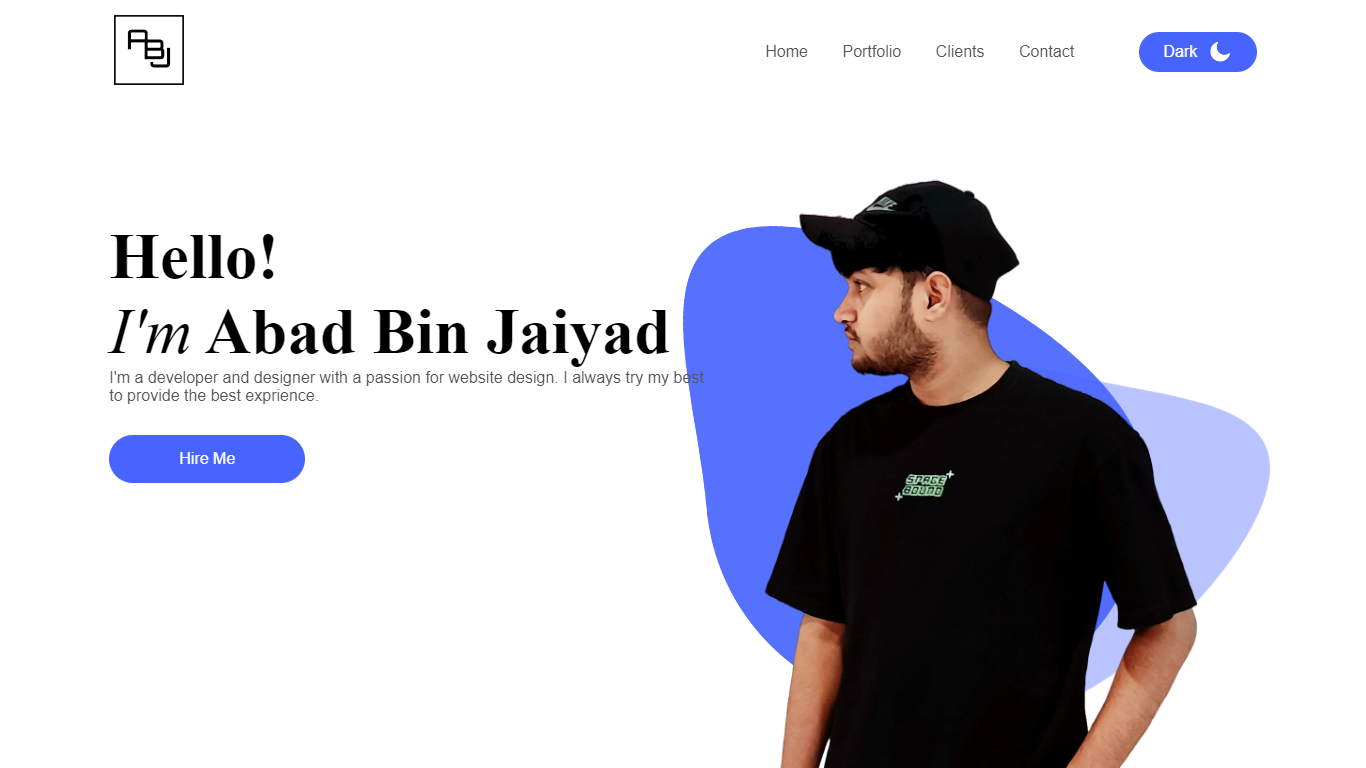 ABJ
Home Portfolio Clients Contact Dark
Hello!
I'm Abad Bin Jaiyad
I'm a developer and designer with a passion for website design. I always try my best
to provide the best exprience.
Hire Me
NIKE
SPACE
BOUND